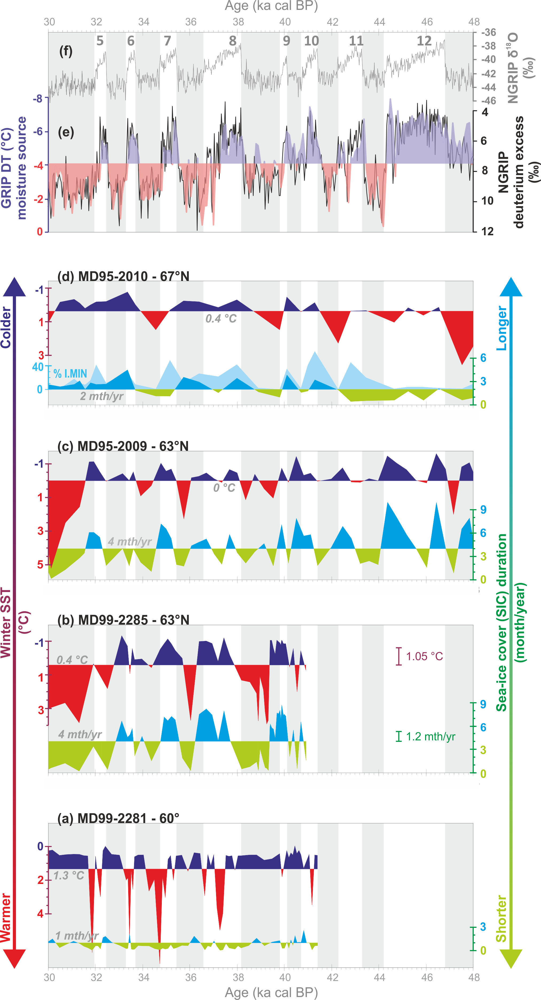 Age (ka cal BP)
30 32 34 36 38 40 42 44 46 48
5 6 7 8 9 10 11 12
(f)
-36
-38
-40
-42
-44
-46
NGRIP δ¹⁸O
(‰)
(e)
-8
-6
-4
-2
0
GRIP DT (°C)
moisture source
4
6
8
10
12
NGRIP
deuterium excess
(‰)
(d) MD95-2010 - 67°N
-1
1
3
0.4 °C
40
0
% I.MIN
2 mth/yr
6
3
0
Colder
Longer
(c) MD95-2009 - 63°N
-1
1
3
5
0 °C
4 mth/yr
9
6
3
0
Winter SST
(°C)
Sea-ice cover (SIC) duration
(month/year)
(b) MD99-2285 - 63°N
-1
1
3
0.4 °C
1.05 °C
4 mth/yr
1.2 mth/yr
9
6
3
0
(a) MD99-2281 - 60°
0
2
4
1.3 °C
1 mth/yr
3
0
Warmer
Shorter
30 32 34 36 38 40 42 44 46 48
Age (ka cal BP)